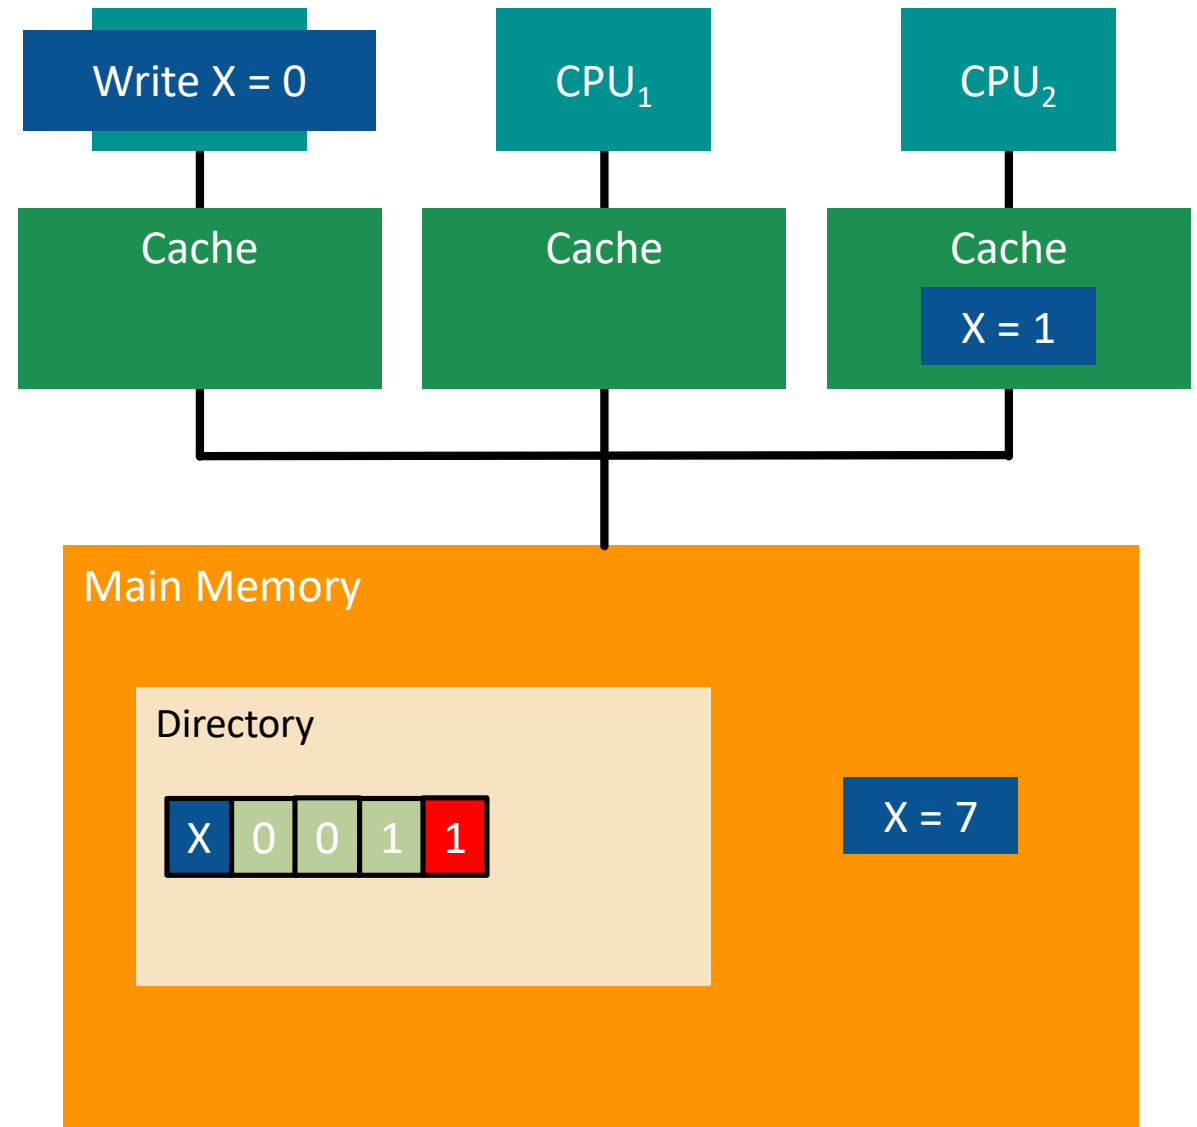 Write X = 0
CPU₁
CPU₂
Cache
Cache
Cache
X = 1
Main Memory
Directory
X 0 0 1 1
X = 7